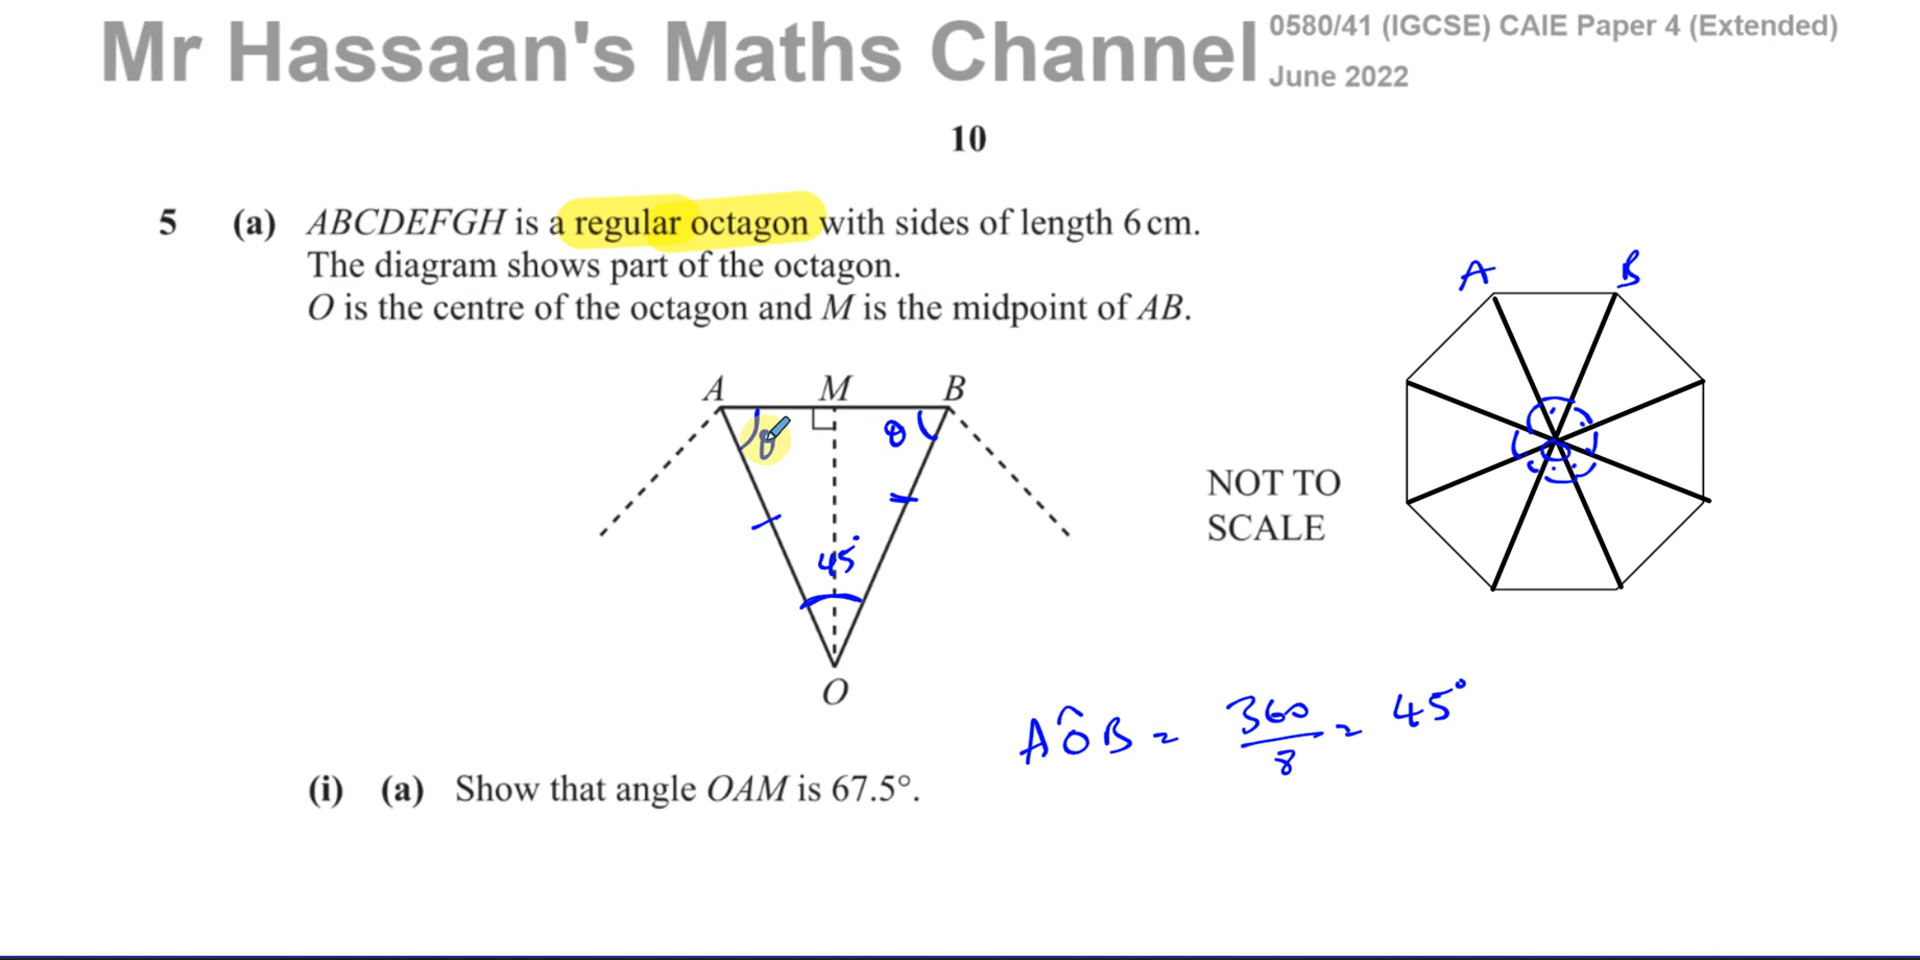 Mr Hassaan's Maths Channel
0580/41 (IGCSE) CAIE Paper 4 (Extended)
June 2022
10
5 (a) ABCDEFGH is a regular octagon with sides of length 6 cm.
The diagram shows part of the octagon.
O is the centre of the octagon and M is the midpoint of AB.
A B
A M B
θ θ
NOT TO
SCALE
45°
O
AÔB = 360/8 = 45°
(i) (a) Show that angle OAM is 67.5°.